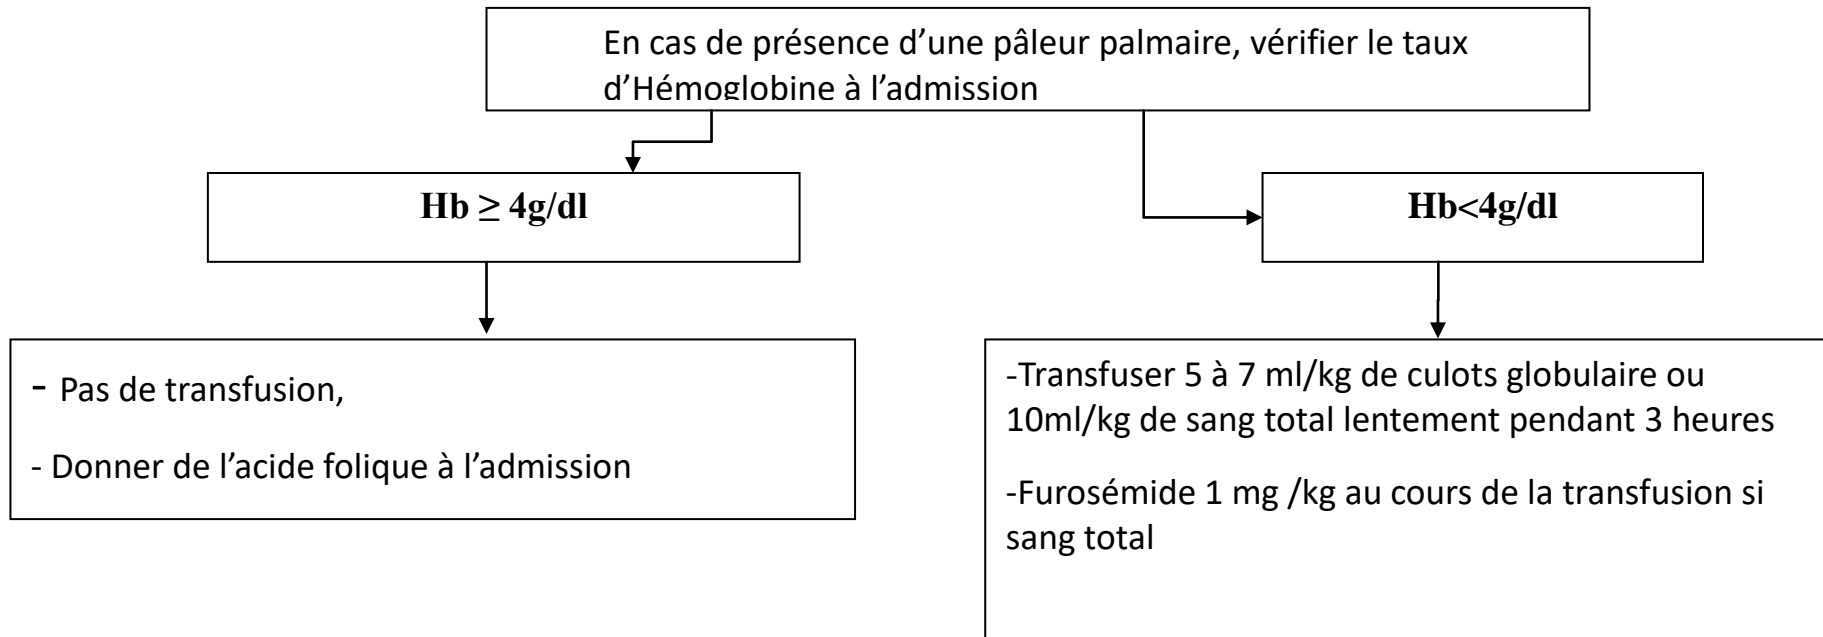 En cas de présence d’une pâleur palmaire, vérifier le taux
d’Hémoglobine à l’admission
Hb ≥ 4g/dl
Hb<4g/dl
- Pas de transfusion,
- Donner de l’acide folique à l’admission
-Transfuser 5 à 7 ml/kg de culots globulaire ou
10ml/kg de sang total lentement pendant 3 heures
-Furosémide 1 mg /kg au cours de la transfusion si
sang total